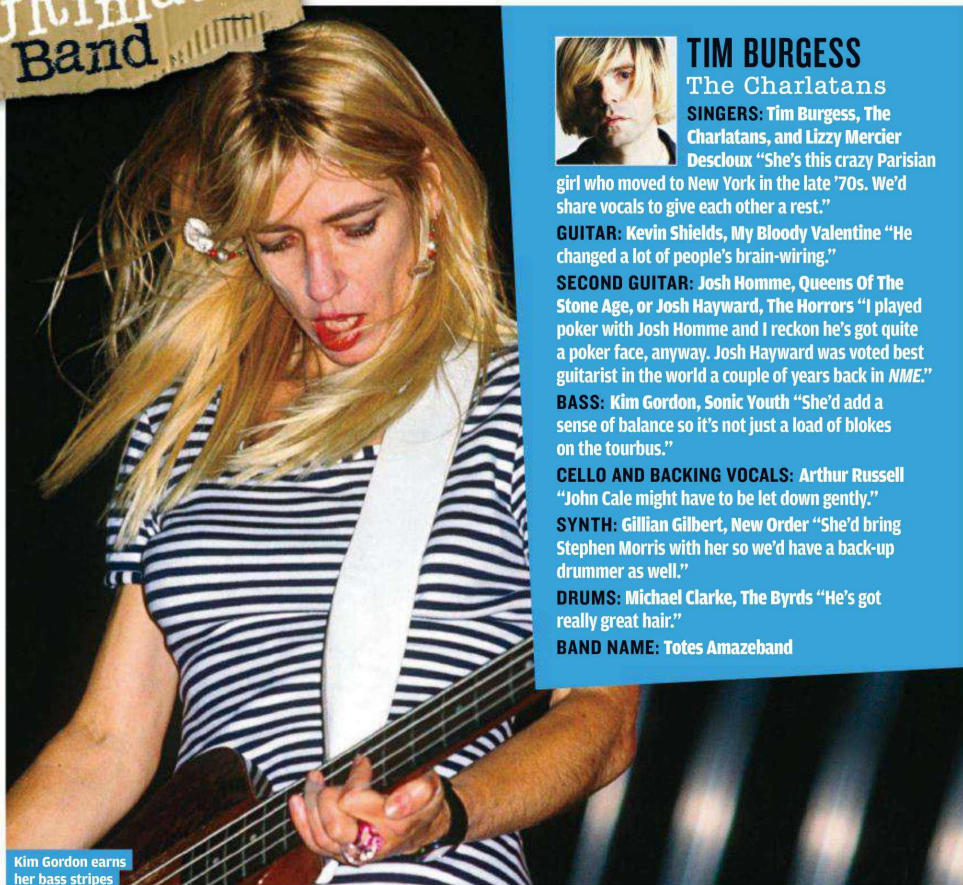 Band
TIM BURGESS
The Charlatans
SINGERS: Tim Burgess, The
Charlatans, and Lizzy Mercier
Descloux “She’s this crazy Parisian
girl who moved to New York in the late ’70s. We’d
share vocals to give each other a rest.”
GUITAR: Kevin Shields, My Bloody Valentine “He
changed a lot of people’s brain-wiring.”
SECOND GUITAR: Josh Homme, Queens Of The
Stone Age, or Josh Hayward, The Horrors “I played
poker with Josh Homme and I reckon he’s got quite
a poker face, anyway. Josh Hayward was voted best
guitarist in the world a couple of years back in NME.”
BASS: Kim Gordon, Sonic Youth “She’d add a
sense of balance so it’s not just a load of blokes
on the tourbus.”
CELLO AND BACKING VOCALS: Arthur Russell
“John Cale might have to be let down gently.”
SYNTH: Gillian Gilbert, New Order “She’d bring
Stephen Morris with her so we’d have a back-up
drummer as well.”
DRUMS: Michael Clarke, The Byrds “He’s got
really great hair.”
BAND NAME: Totes Amazeband
Kim Gordon earns
her bass stripes